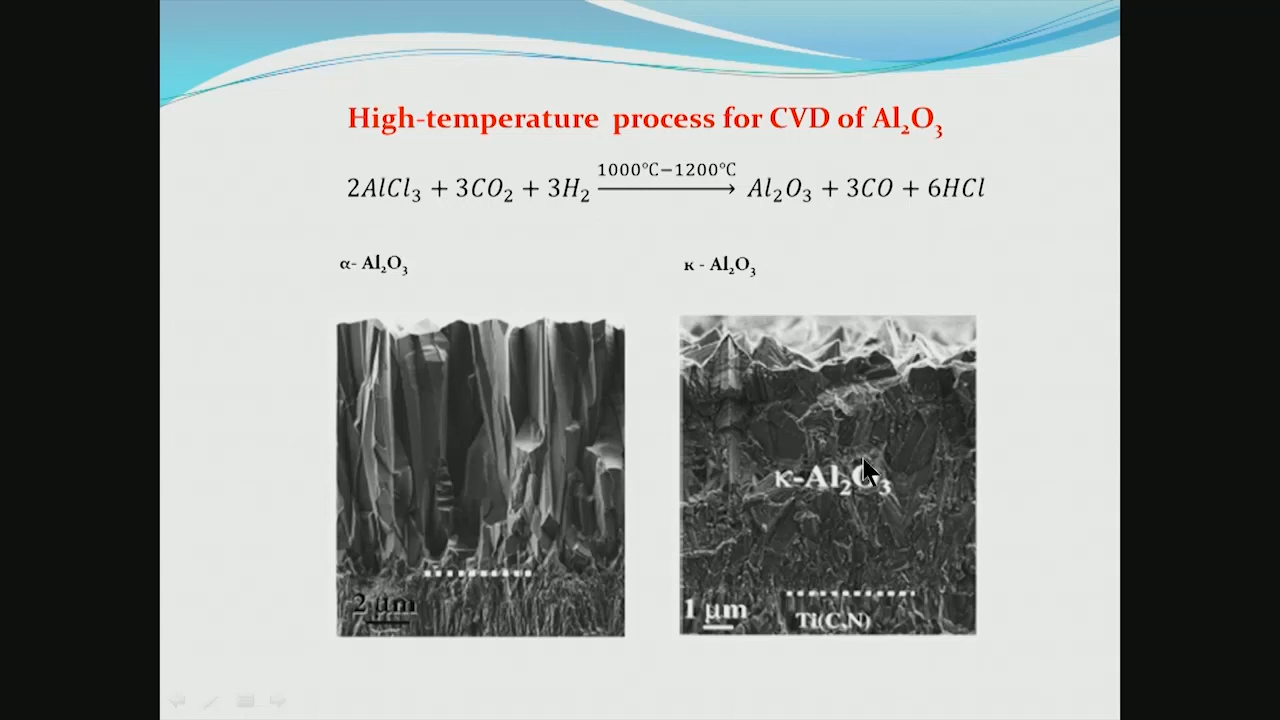 High-temperature process for CVD of Al₂O₃
1000℃−1200℃
2AlCl₃ + 3CO₂ + 3H₂ ⟶ Al₂O₃ + 3CO + 6HCl
α- Al₂O₃
κ - Al₂O₃
κ-Al₂O₃
2 μm
1 μm
Ti(C,N)